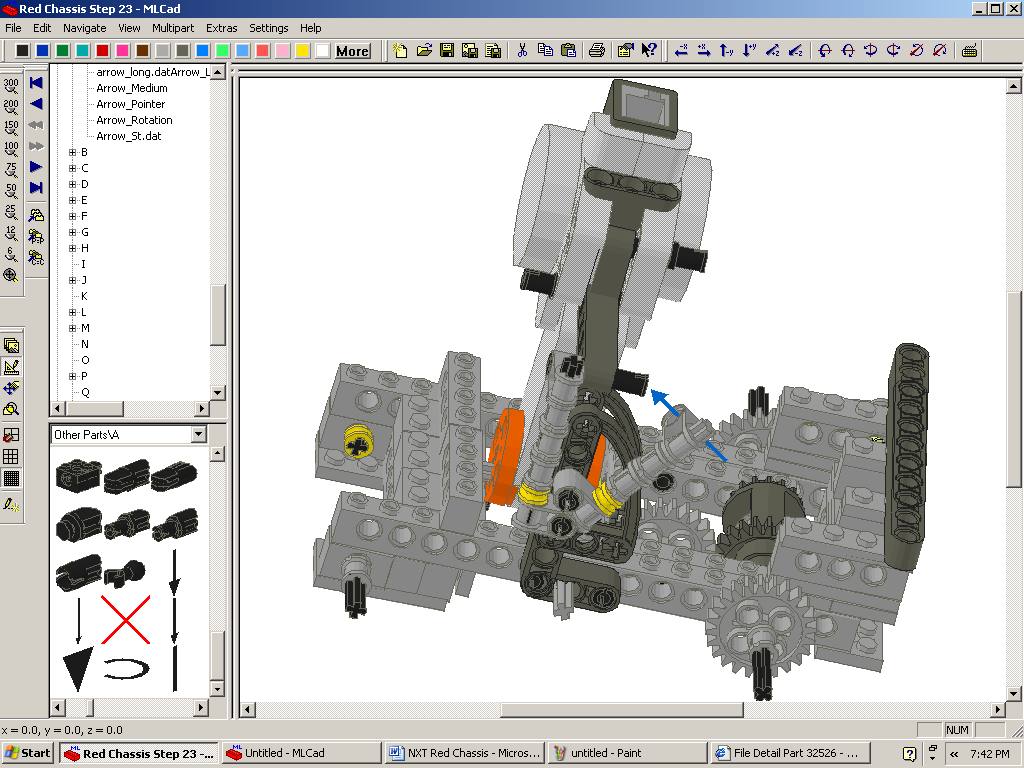 Red Chassis Step 23 - MLCad
File Edit Navigate View Multipart Extras Settings Help
More
300
200
150
100
75
50
25
12
6
arrow_long.datArrow_L
Arrow_Medium
Arrow_Pointer
Arrow_Rotation
Arrow_St.dat
B
C
D
E
F
G
H
I
J
K
L
M
N
O
P
Q
Other Parts\A
x = 0.0, y = 0.0, z = 0.0
NUM
Start Red Chassis Step 23 -... Untitled - MLCad NXT Red Chassis - Micros... untitled - Paint File Detail Part 32526 - ... 7:42 PM